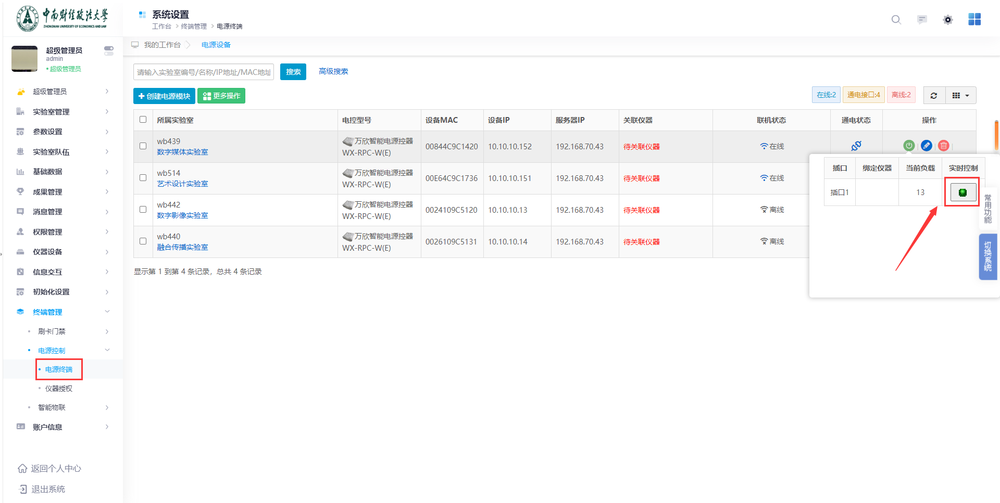 中南财经政法大学
ZHONGNAN UNIVERSITY OF ECONOMICS AND LAW
系统设置
工作台 > 终端管理 > 电源终端
超级管理员
admin
•超级管理员
超级管理员
实验室管理
参数设置
实验室队伍
基础数据
成果管理
消息管理
权限管理
仪器设备
信息交互
初始化设置
终端管理
刷卡门禁
电源控制
电源终端
仪器授权
智能物联
账户信息
返回个人中心
退出系统
我的工作台 电源设备
请输入实验室编号/名称/IP地址/MAC地址 搜索 高级搜索
创建电源模块 更多操作 在线:2 通电接口:4 离线:2
所属实验室 电控型号 设备MAC 设备IP 服务器IP 关联仪器 联机状态 通电状态 操作
wb439 数字媒体实验室 万欣智能电源控器 WX-RPC-W(E) 00844C9C1420 10.10.10.152 192.168.70.43 待关联仪器 在线
wb514 艺术设计实验室 万欣智能电源控器 WX-RPC-W(E) 00E64C9C1736 10.10.10.151 192.168.70.43 待关联仪器 在线
wb442 数字影像实验室 万欣智能电源控器 WX-RPC-W(E) 0024109C5120 10.10.10.13 192.168.70.43 待关联仪器 离线
wb440 融合传播实验室 万欣智能电源控器 WX-RPC-W(E) 0026109C5131 10.10.10.14 192.168.70.43 待关联仪器 离线
显示第 1 到第 4 条记录，总共 4 条记录
插口 绑定仪器 当前负载 实时控制
插口1 13
常用功能
切换系统